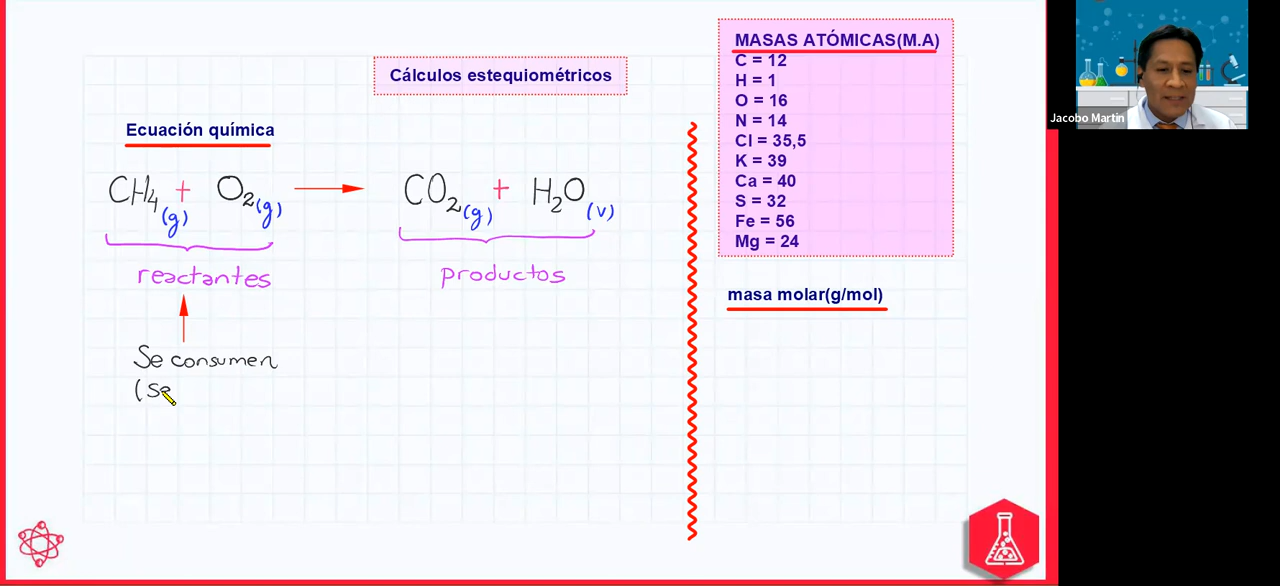 Cálculos estequiométricos
Ecuación química
CH4(g) + O2(g) → CO2(g) + H2O(v)
reactantes
productos
Se consumen
(Se
MASAS ATÓMICAS(M.A)
C = 12
H = 1
O = 16
N = 14
Cl = 35,5
K = 39
Ca = 40
S = 32
Fe = 56
Mg = 24
masa molar(g/mol)
Jacobo Martin